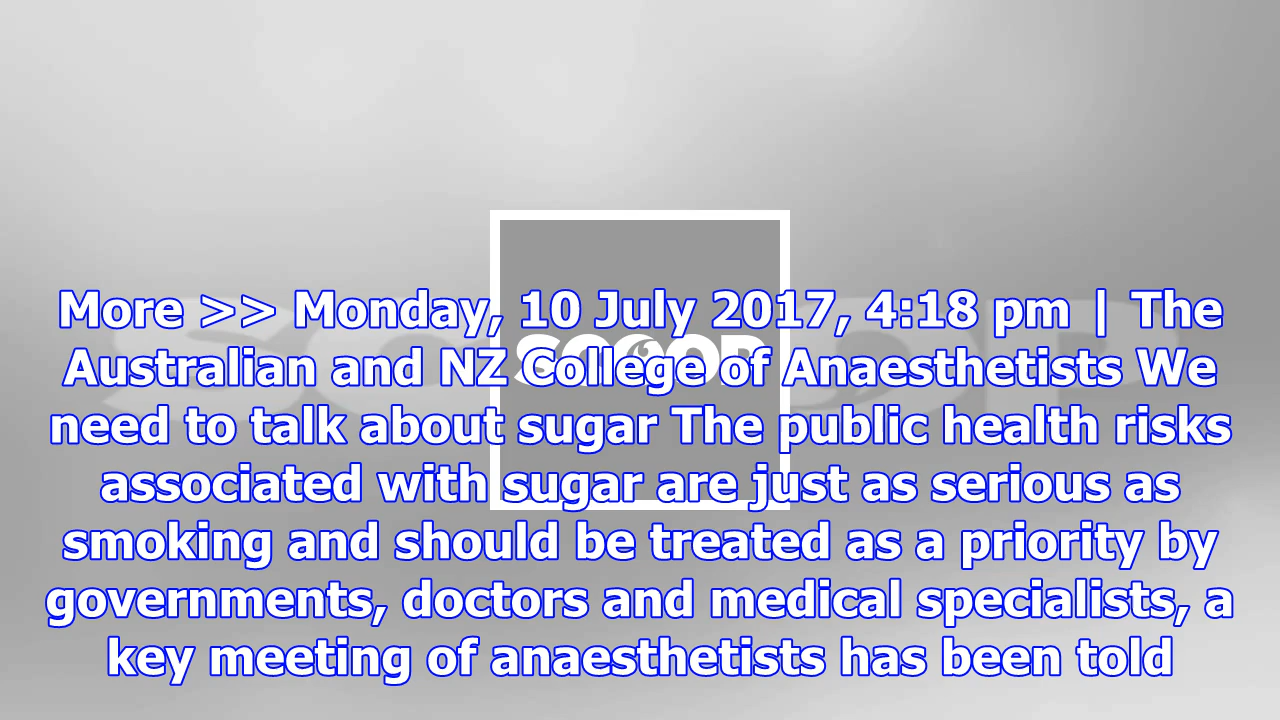 More >> Monday, 10 July 2017, 4:18 pm | The
Australian and NZ College of Anaesthetists We
need to talk about sugar The public health risks
associated with sugar are just as serious as
smoking and should be treated as a priority by
governments, doctors and medical specialists, a
key meeting of anaesthetists has been told
SCOOP